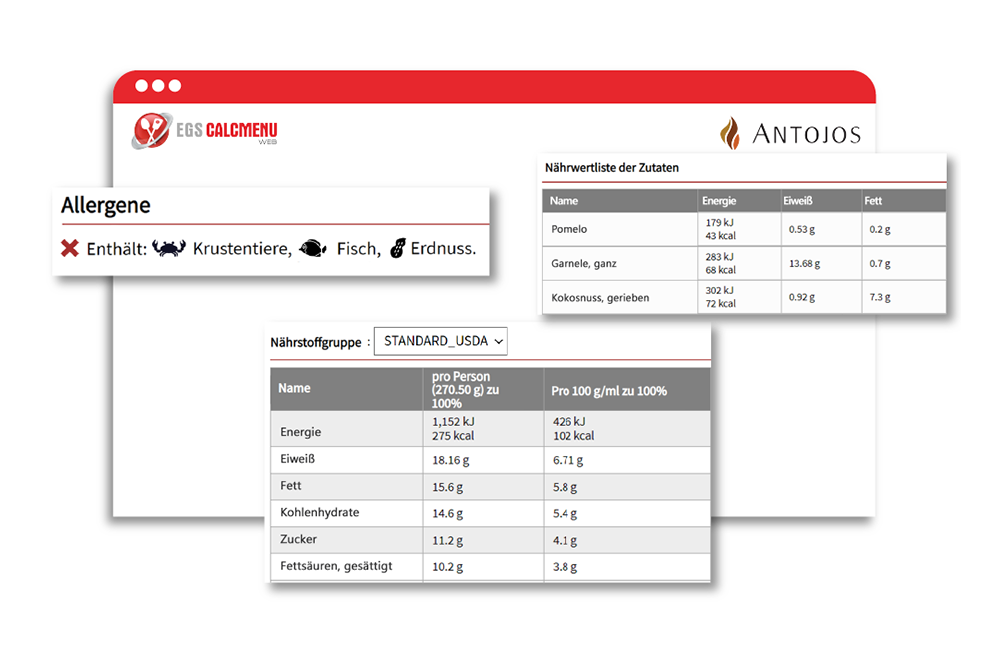 EGS CALCMENU
WEB
ANTOJOS
Allergene
Enthält: Krustentiere, Fisch, Erdnuss.
Nährwertliste der Zutaten
Name Energie Eiweiß Fett
Pomelo 179 kJ 0.53 g 0.2 g
43 kcal
Garnele, ganz 283 kJ 13.68 g 0.7 g
68 kcal
Kokosnuss, gerieben 302 kJ 0.92 g 7.3 g
72 kcal
Nährstoffgruppe : STANDARD_USDA
Name pro Person Pro 100 g/ml zu 100%
(270.50 g) zu
100%
Energie 1,152 kJ 426 kJ
275 kcal 102 kcal
Eiweiß 18.16 g 6.71 g
Fett 15.6 g 5.8 g
Kohlenhydrate 14.6 g 5.4 g
Zucker 11.2 g 4.1 g
Fettsäuren, gesättigt 10.2 g 3.8 g